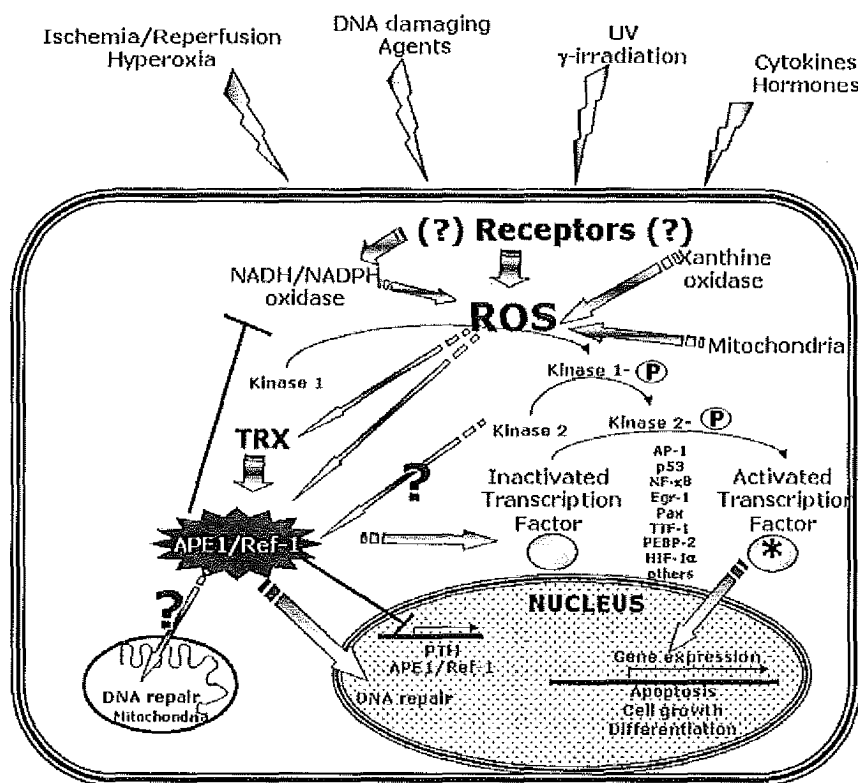 Ischemia/Reperfusion
Hyperoxia
DNA damaging
Agents
UV
γ-irradiation
Cytokines
Hormones
(?) Receptors (?)
NADH/NADPH
oxidase
Xanthine
oxidase
ROS
Mitochondria
Kinase 1
Kinase 1- P
Kinase 2
Kinase 2- P
TRX
?
Inactivated
Transcription
Factor
AP-1
p53
NF-κB
Egr-1
Pax
TTF-1
PEBP-2
HIF-1α
others
Activated
Transcription
Factor
*
APE1/Ref-1
?
DNA repair
Mitochondria
NUCLEUS
PTH
APE1/Ref-1
DNA repair
Gene expression
Apoptosis
Cell growth
Differentiation